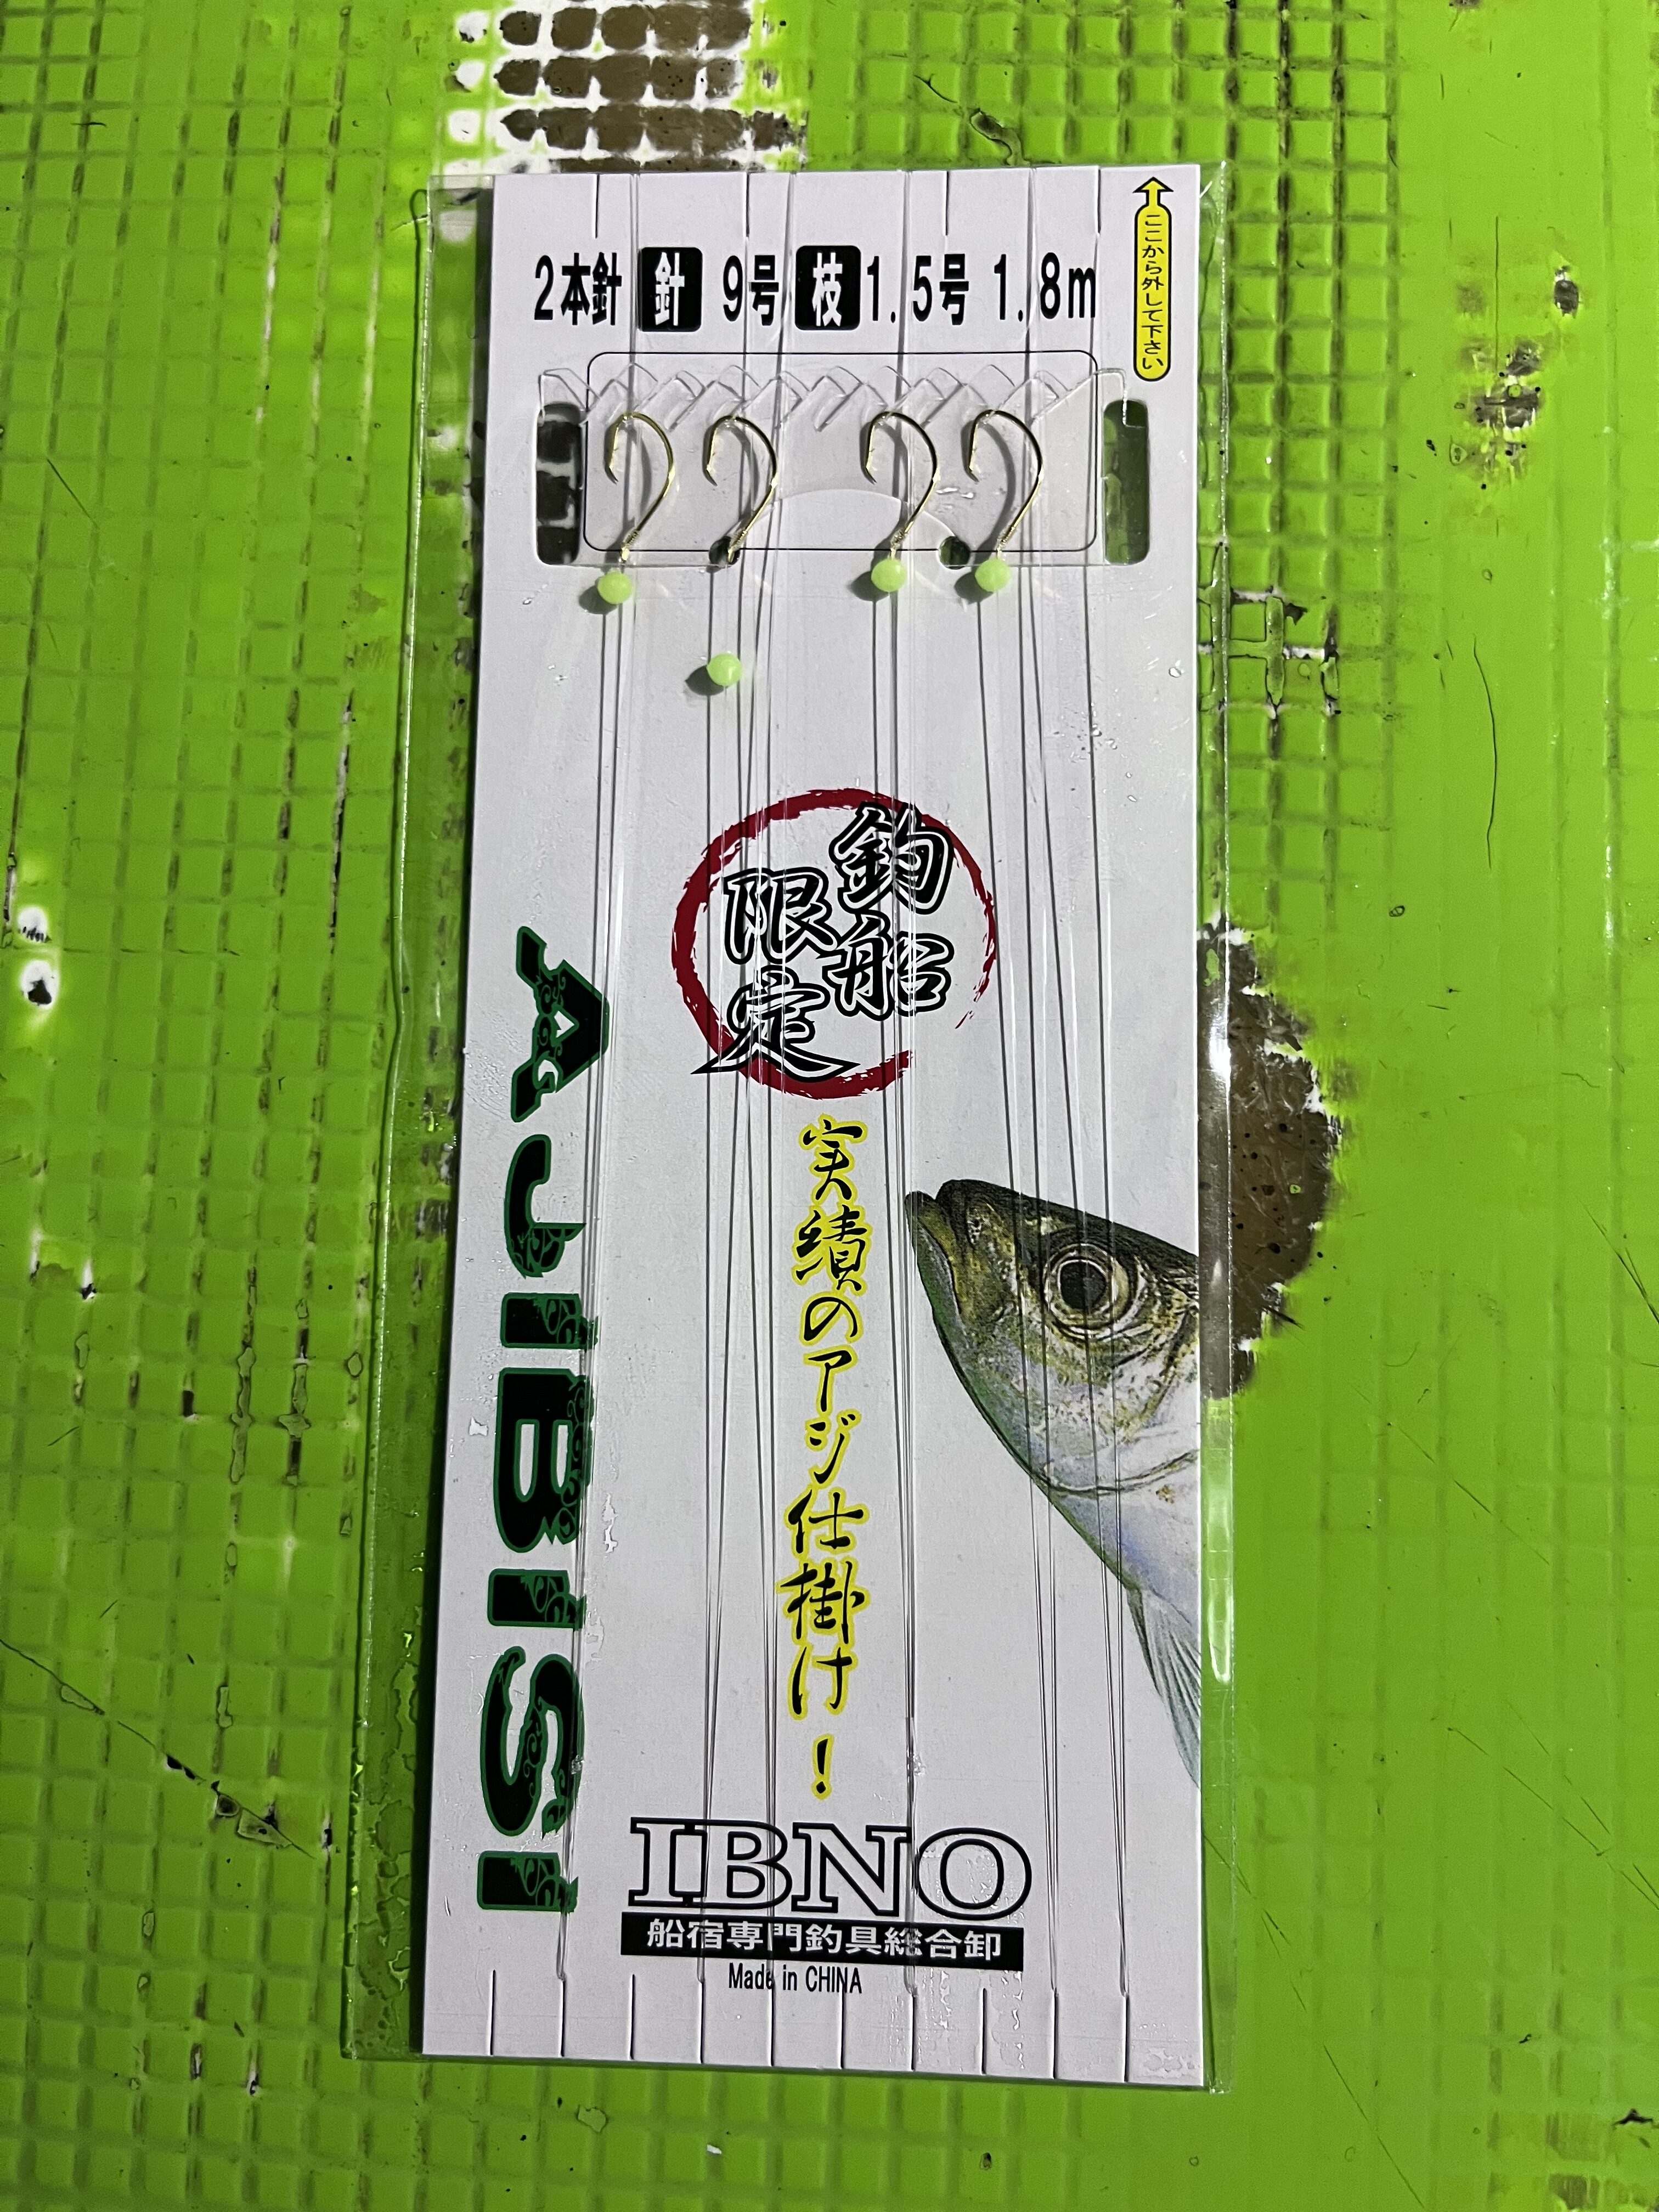 2本針 針 9号 枝 1.5号 1.8m
ここから外して下さい
釣船
限定
実績のアジ仕掛け!
AJIBISI
IBNO
船宿専門釣具総合卸
Made in CHINA